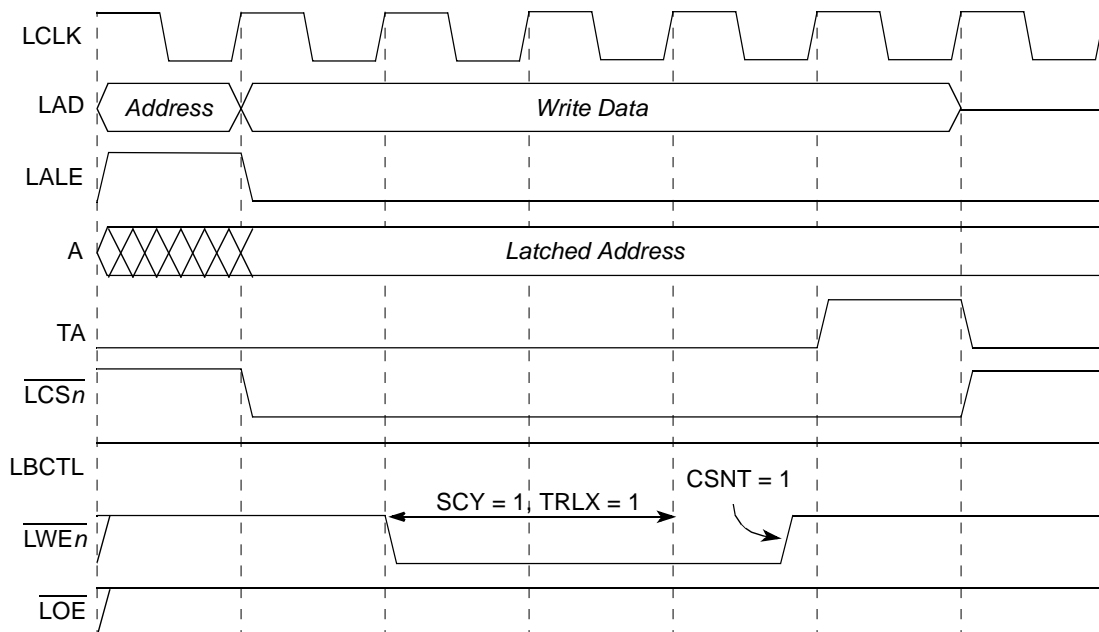 LCLK
LAD Address Write Data
LALE
A Latched Address
TA
LCSn
LBCTL
SCY = 1, TRLX = 1 CSNT = 1
LWEn
LOE